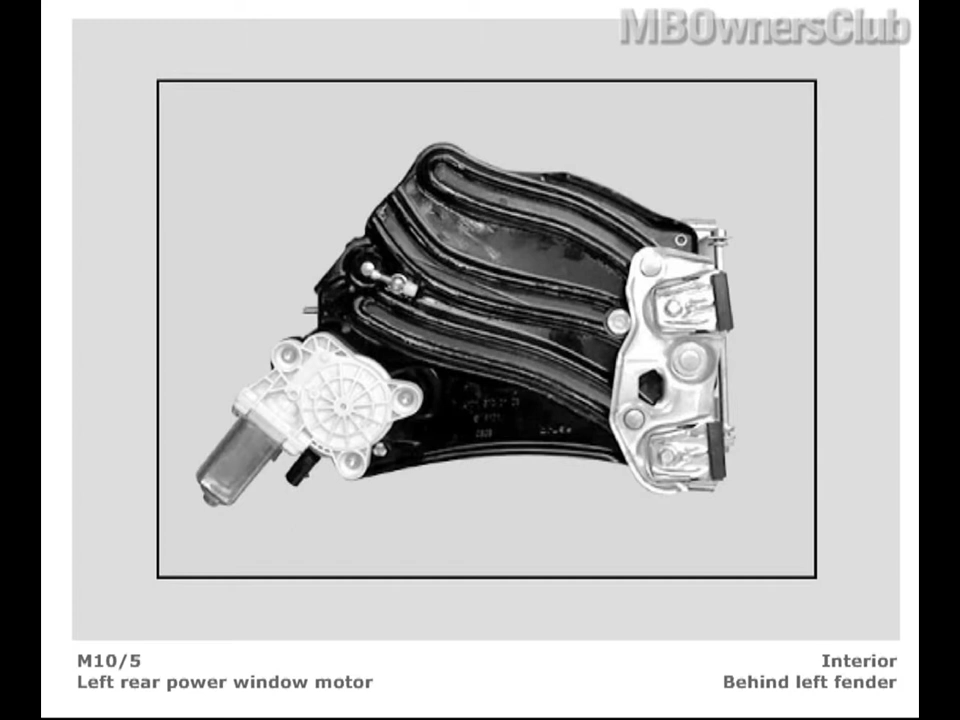 MBOwnersClub
M10/5
Left rear power window motor
Interior
Behind left fender